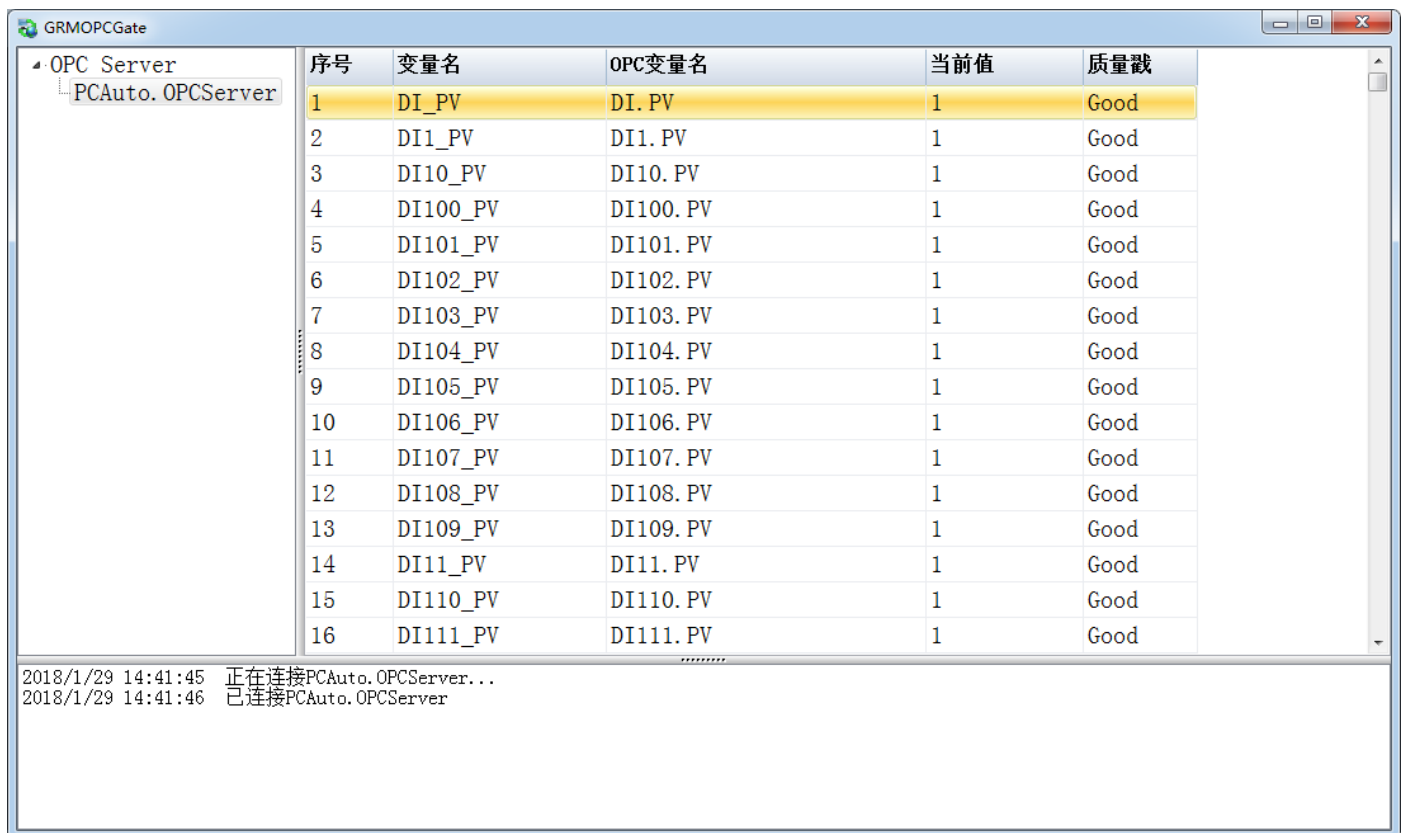 GRMOPCGate
OPC Server
PCAuto.OPCServer
序号 变量名 OPC变量名 当前值 质量戳
1 DI_PV DI.PV 1 Good
2 DI1_PV DI1.PV 1 Good
3 DI10_PV DI10.PV 1 Good
4 DI100_PV DI100.PV 1 Good
5 DI101_PV DI101.PV 1 Good
6 DI102_PV DI102.PV 1 Good
7 DI103_PV DI103.PV 1 Good
8 DI104_PV DI104.PV 1 Good
9 DI105_PV DI105.PV 1 Good
10 DI106_PV DI106.PV 1 Good
11 DI107_PV DI107.PV 1 Good
12 DI108_PV DI108.PV 1 Good
13 DI109_PV DI109.PV 1 Good
14 DI11_PV DI11.PV 1 Good
15 DI110_PV DI110.PV 1 Good
16 DI111_PV DI111.PV 1 Good
2018/1/29 14:41:45 正在连接PCAuto.OPCServer...
2018/1/29 14:41:46 已连接PCAuto.OPCServer